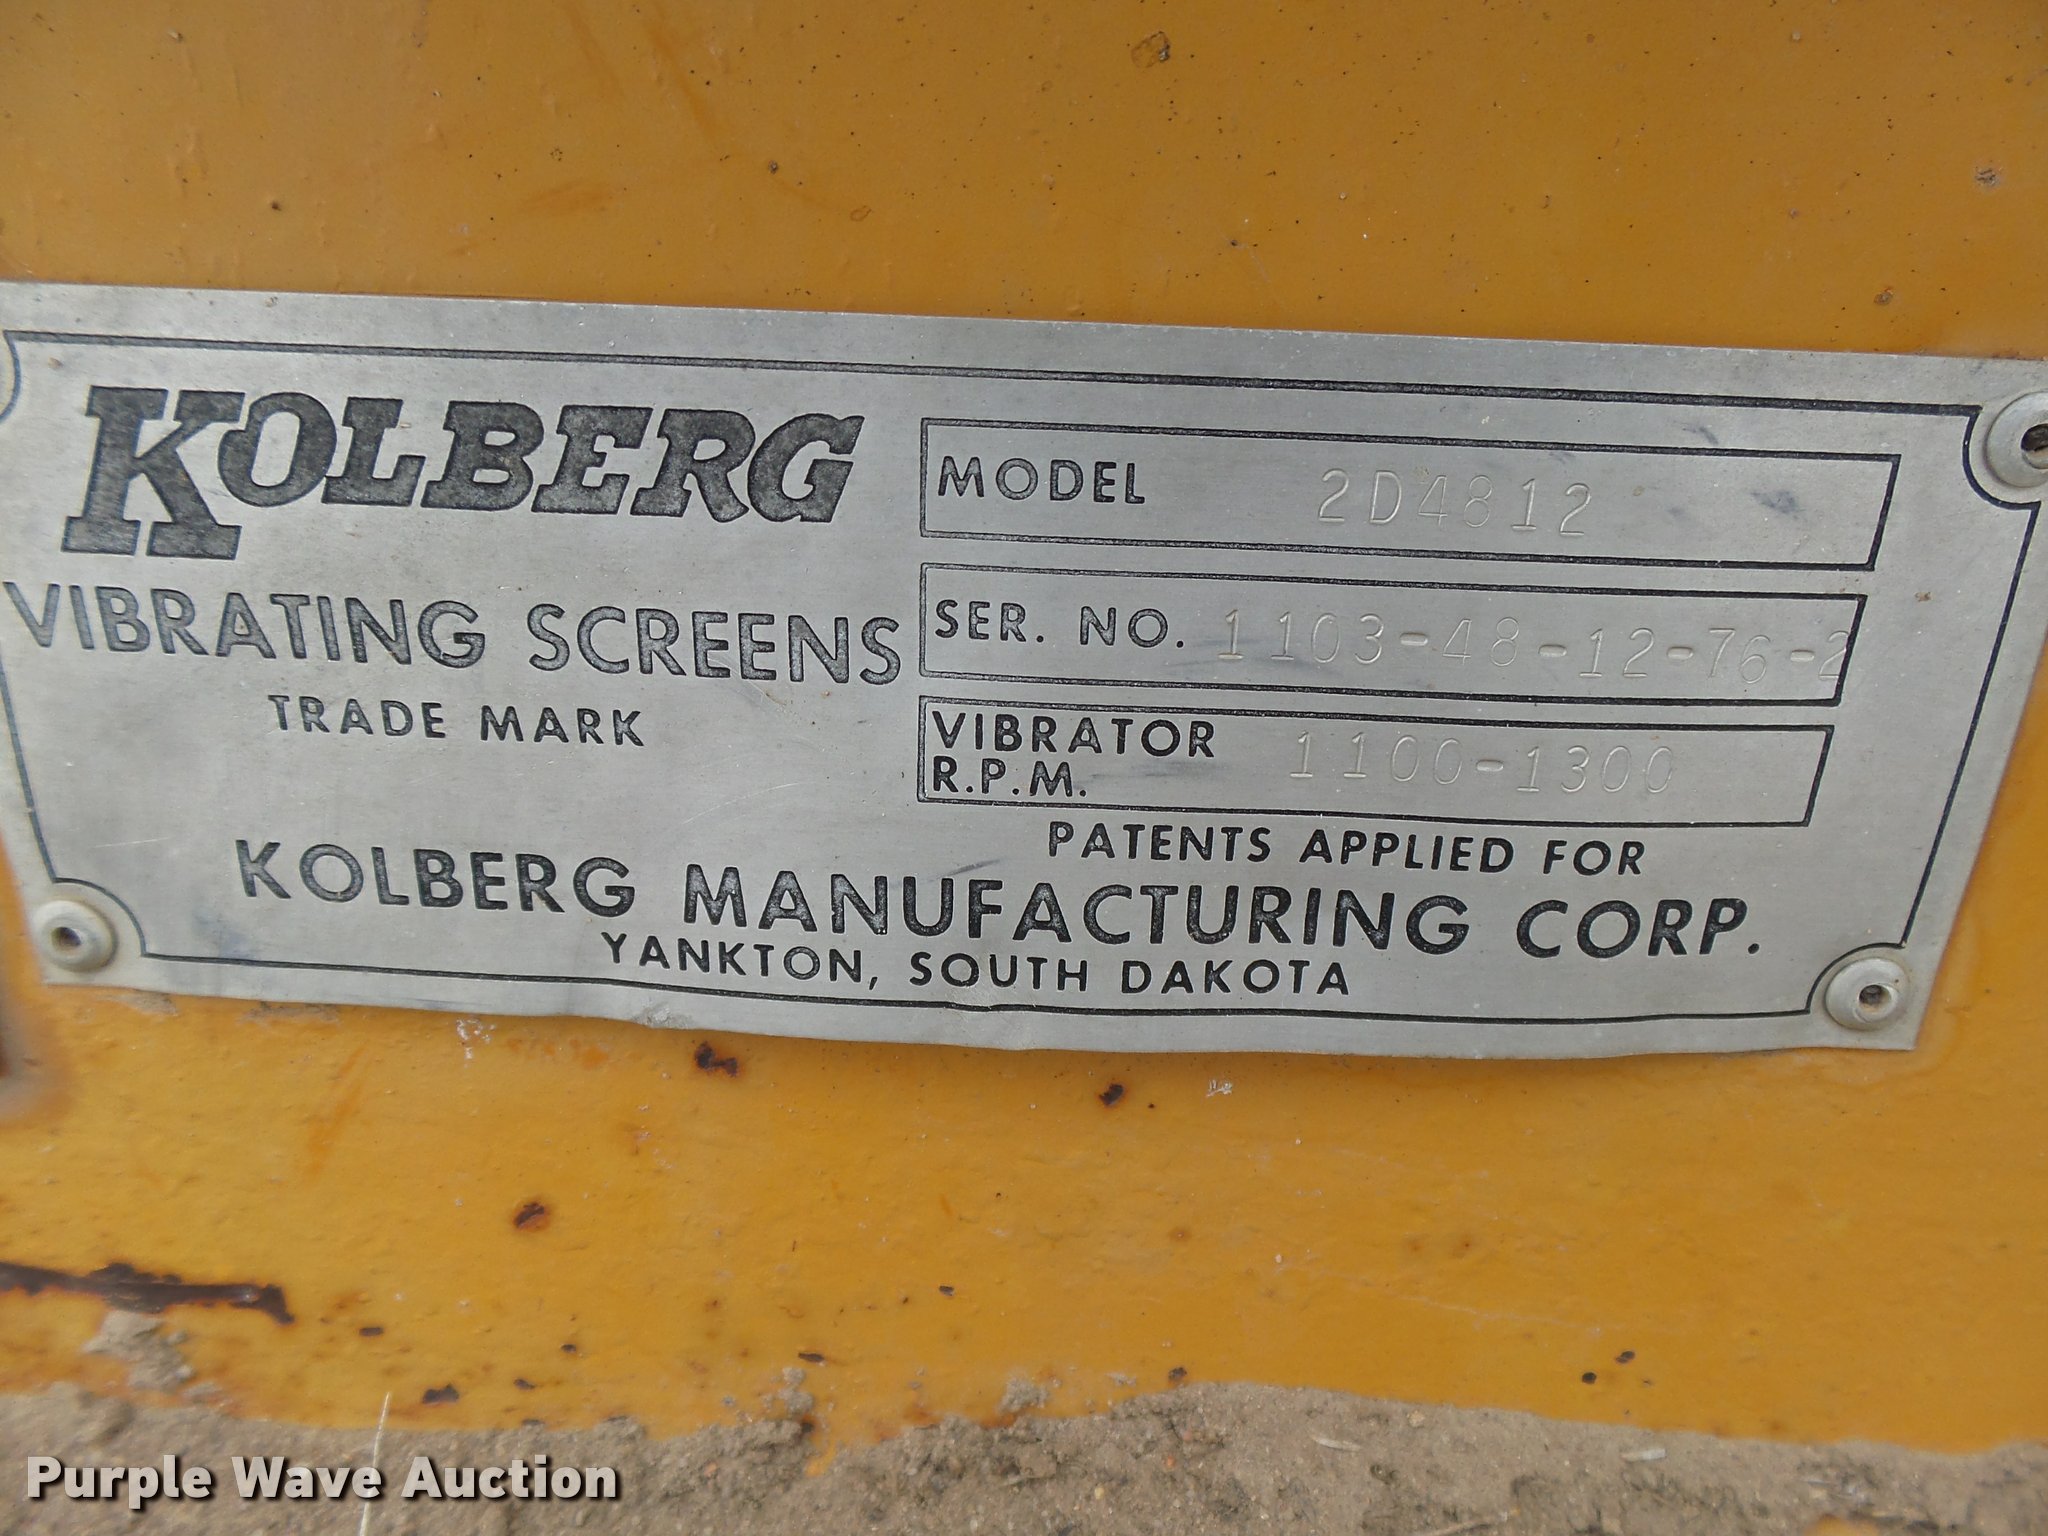 KOLBERG
VIBRATING SCREENS
TRADE MARK
MODEL 2D4812
SER. NO. 1103-48-12-76-2
VIBRATOR R.P.M. 1100-1300
PATENTS APPLIED FOR
KOLBERG MANUFACTURING CORP.
YANKTON, SOUTH DAKOTA
Purple Wave Auction